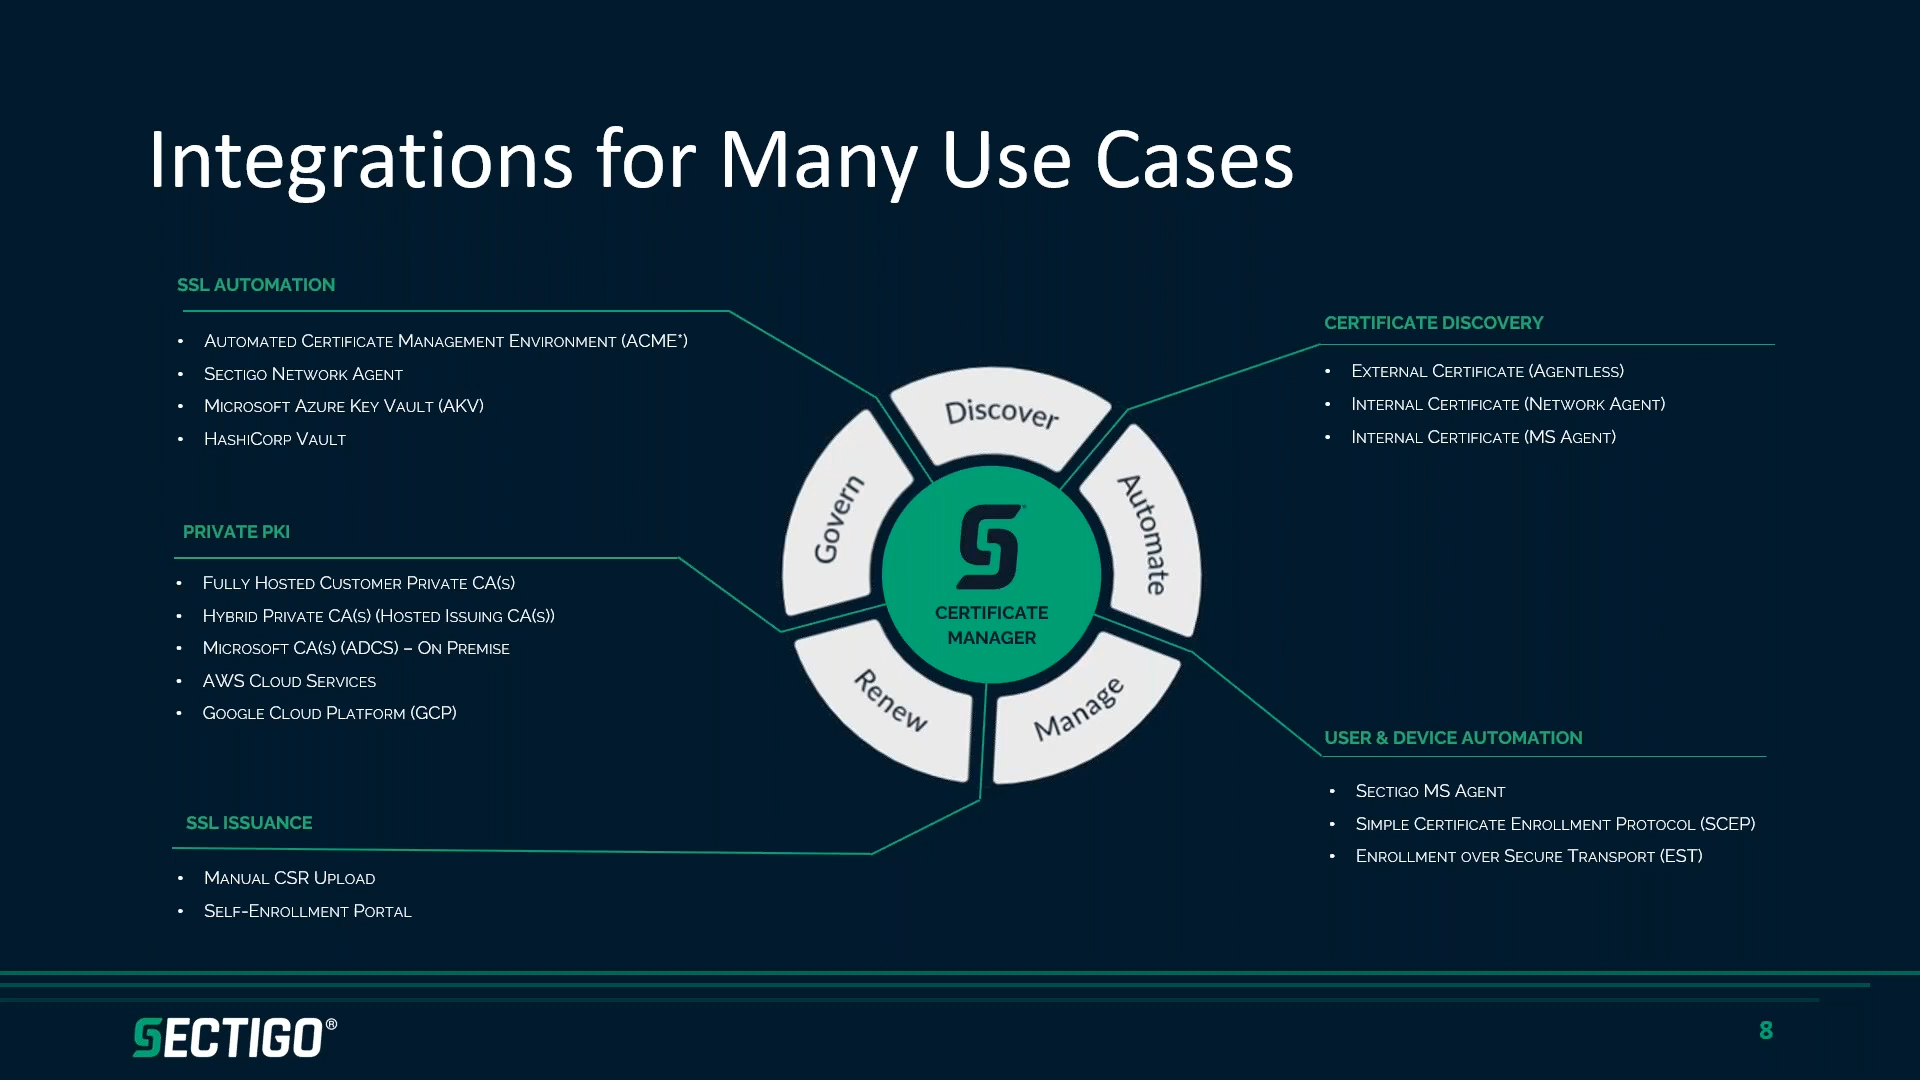 Integrations for Many Use Cases
SSL AUTOMATION
• Automated Certificate Management Environment (ACME*)
• Sectigo Network Agent
• Microsoft Azure Key Vault (AKV)
• HashiCorp Vault
PRIVATE PKI
• Fully Hosted Customer Private CA(s)
• Hybrid Private CA(s) (Hosted Issuing CA(s))
• Microsoft CA(s) (ADCS) – On Premise
• AWS Cloud Services
• Google Cloud Platform (GCP)
SSL ISSUANCE
• Manual CSR Upload
• Self-Enrollment Portal
Discover
Automate
Manage
Renew
Govern
CERTIFICATE
MANAGER
CERTIFICATE DISCOVERY
• External Certificate (Agentless)
• Internal Certificate (Network Agent)
• Internal Certificate (MS Agent)
USER & DEVICE AUTOMATION
• Sectigo MS Agent
• Simple Certificate Enrollment Protocol (SCEP)
• Enrollment over Secure Transport (EST)
SECTIGO®
8